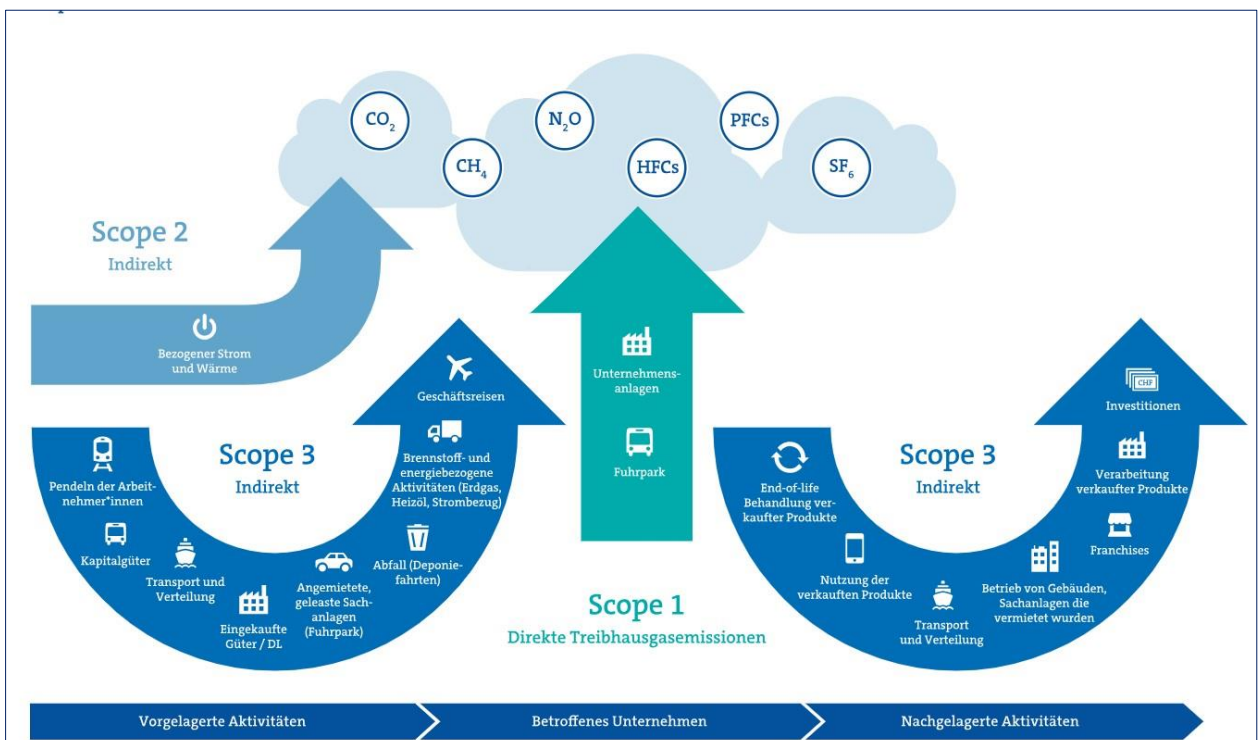 CO₂
CH₄
N₂O
HFCs
PFCs
SF₆
Scope 2
Indirekt
Bezogener Strom
und Wärme
Scope 3
Indirekt
Pendeln der Arbeit-
nehmer*innen
Kapitalgüter
Transport und
Verteilung
Eingekaufte
Güter / DL
Angemietete,
geleaste Sach-
anlagen
(Fuhrpark)
Abfall (Deponie-
fahrten)
Brennstoff- und
energiebezogene
Aktivitäten (Erdgas,
Heizöl, Strombezug)
Geschäftsreisen
Unternehmens-
anlagen
Fuhrpark
Scope 1
Direkte Treibhausgasemissionen
Scope 3
Indirekt
End-of-life
Behandlung ver-
kaufter Produkte
Nutzung der
verkauften Produkte
Transport
und Verteilung
Betrieb von Gebäuden,
Sachanlagen die
vermietet wurden
Franchises
Verarbeitung
verkaufter Produkte
CHF
Investitionen
Vorgelagerte Aktivitäten
Betroffenes Unternehmen
Nachgelagerte Aktivitäten